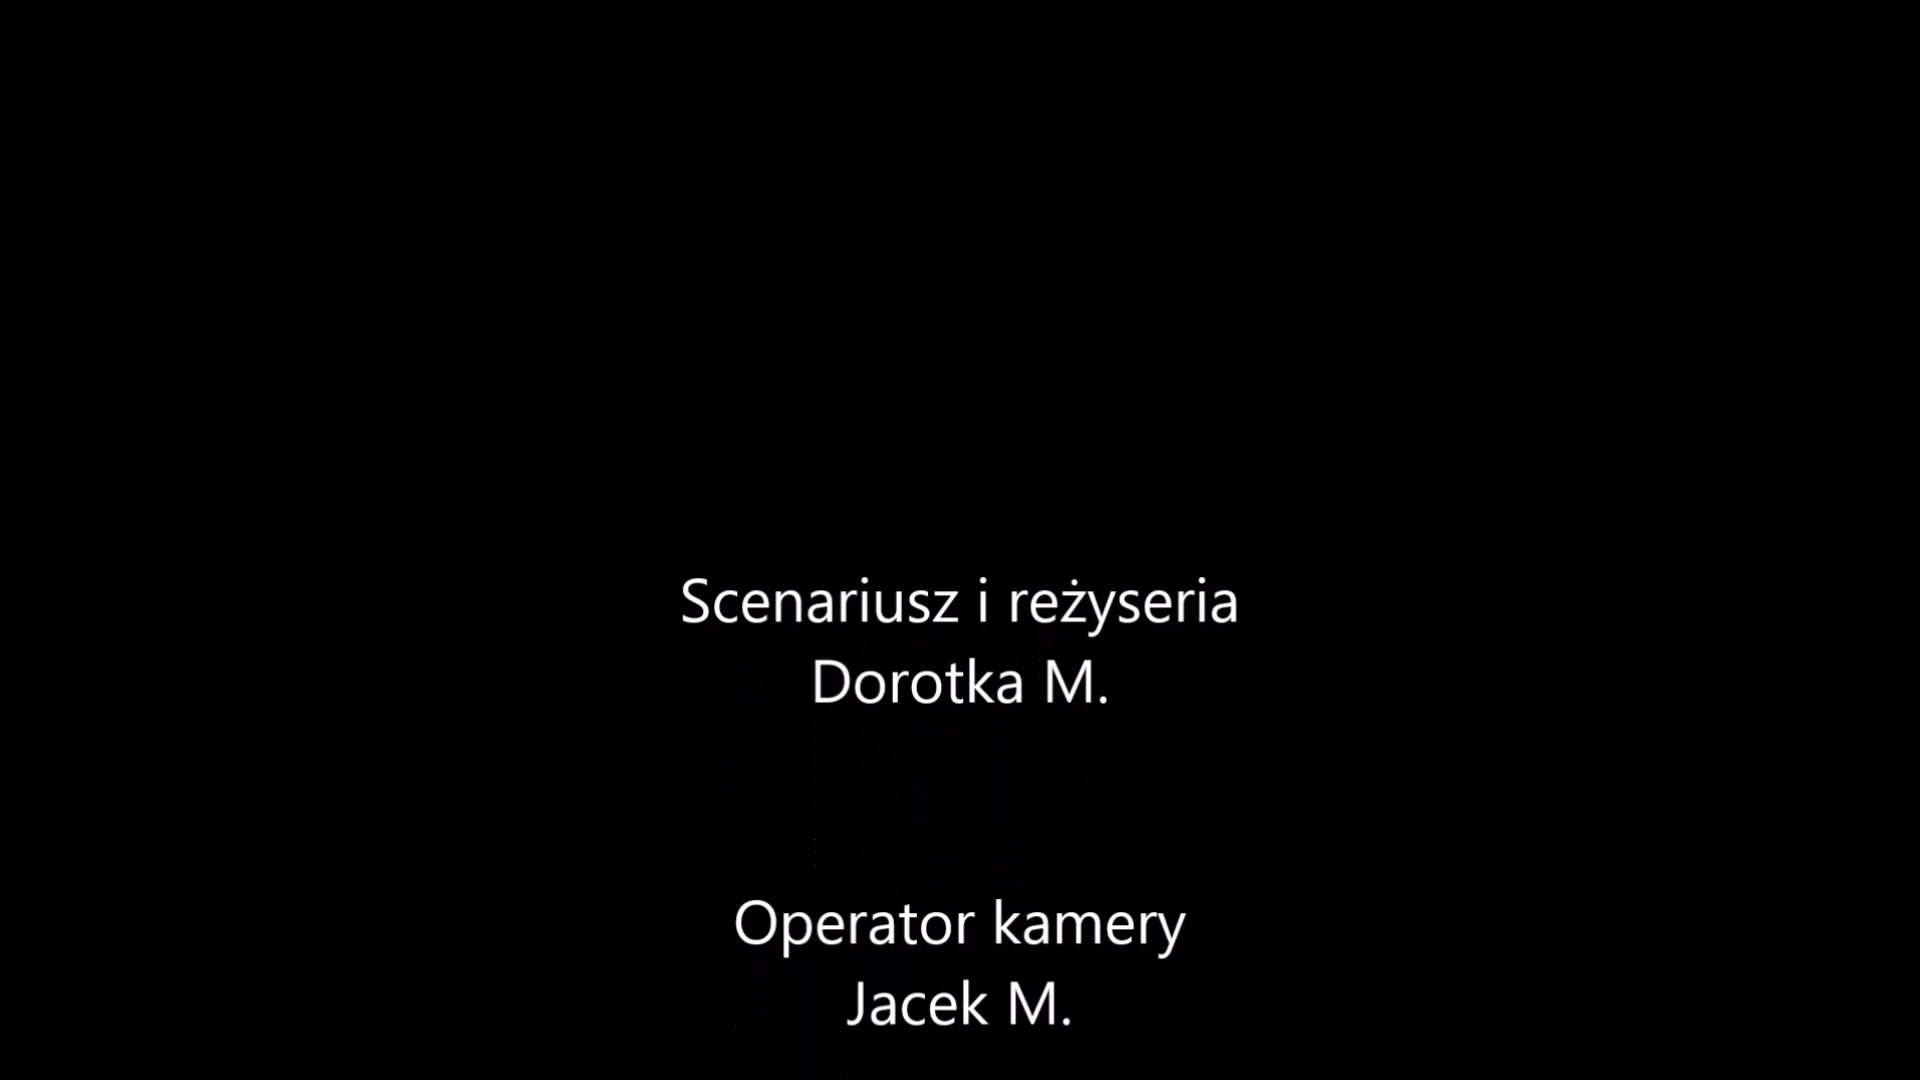 Scenariusz i reżyseria
Dorotka M.
Operator kamery
Jacek M.